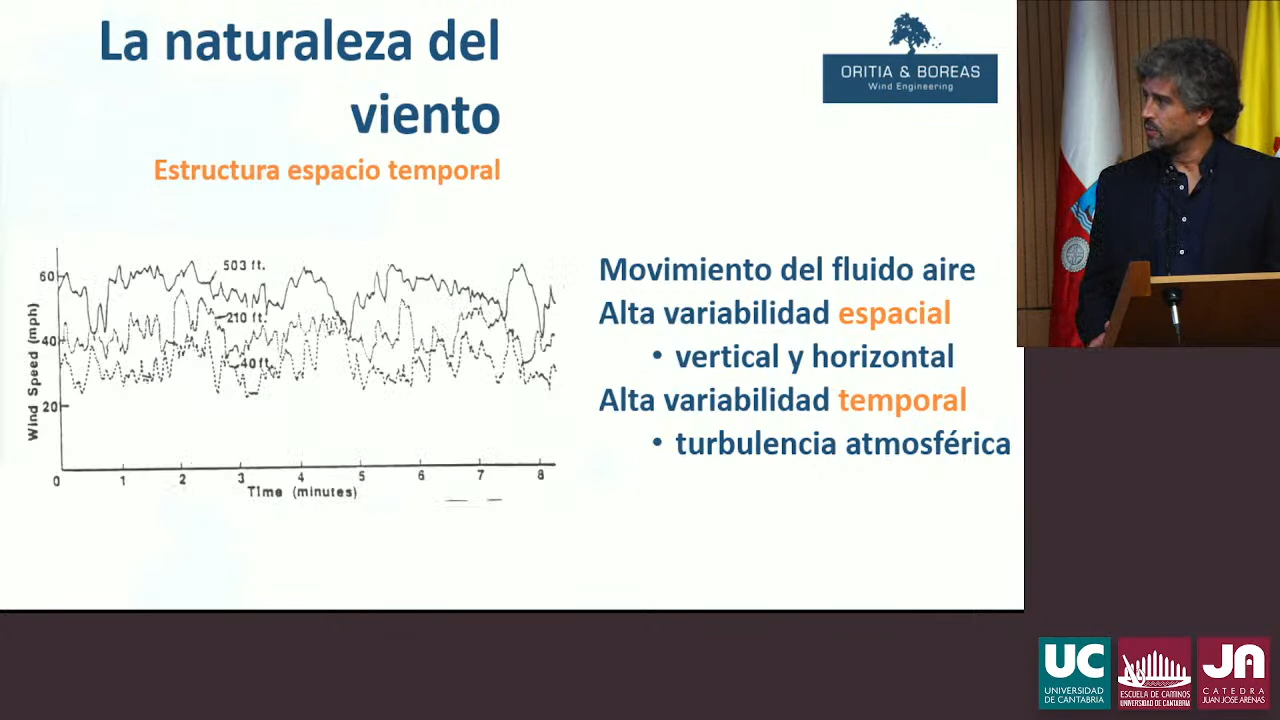 La naturaleza del
viento
Estructura espacio temporal
ORITIA & BOREAS
Wind Engineering
Wind Speed (mph)
60
40
20
503 ft.
210 ft.
40 ft.
0 1 2 3 4 5 6 7 8
Time (minutes)
Movimiento del fluido aire
Alta variabilidad espacial
• vertical y horizontal
Alta variabilidad temporal
• turbulencia atmosférica
UC
UNIVERSIDAD
DE CANTABRIA
ESCUELA DE CAMINOS
UNIVERSIDAD DE CANTABRIA
JA
CATEDRA
JUAN JOSÉ ARENAS